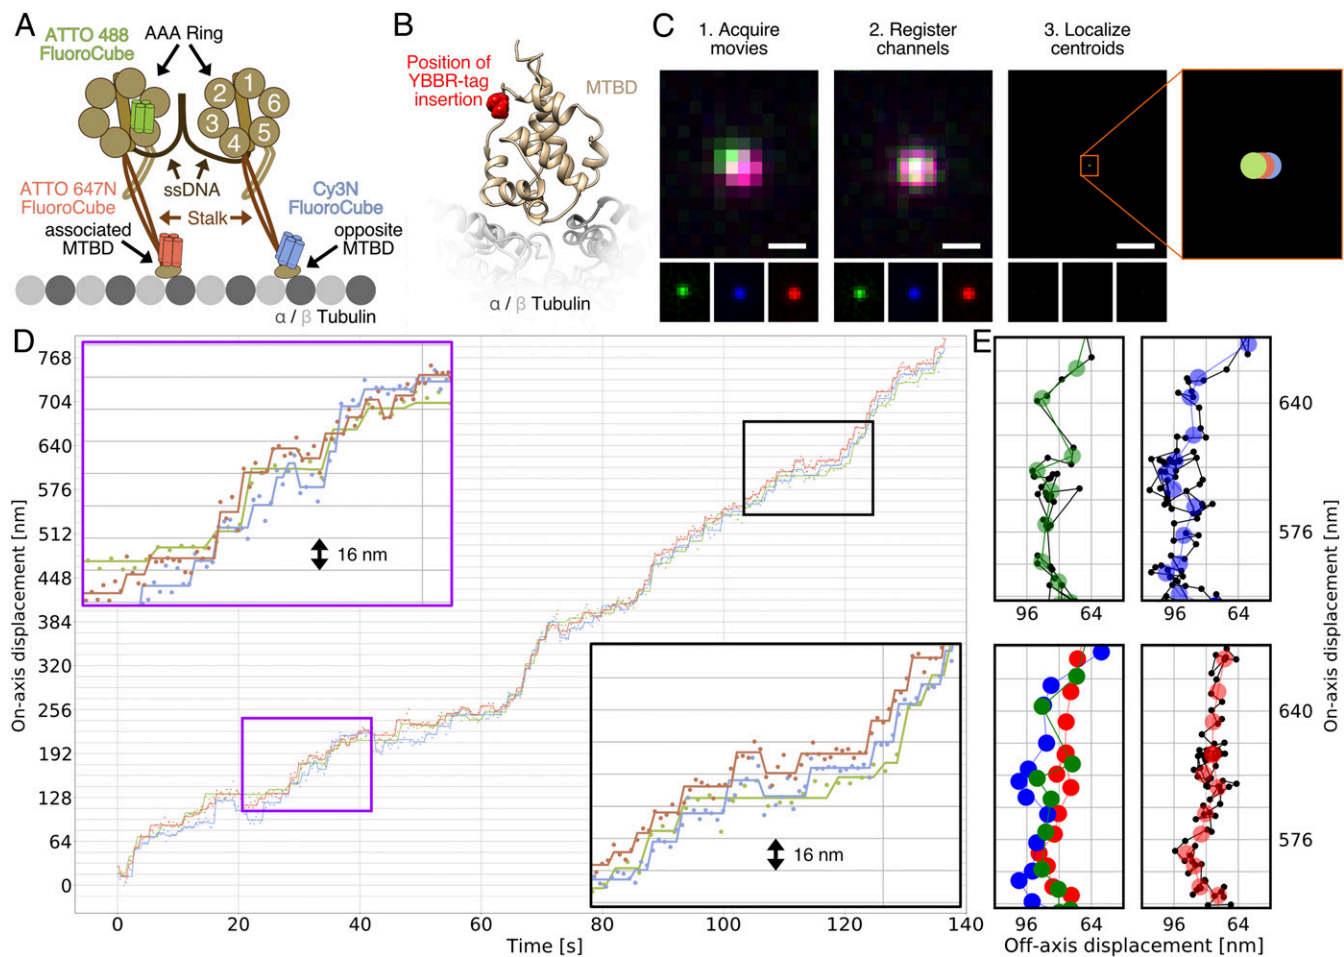 A
ATTO 488
FluoroCube
AAA Ring
1
2
3
4
5
6
ssDNA
ATTO 647N
FluoroCube
Cy3N
FluoroCube
Stalk
associated
MTBD
opposite
MTBD
α / β Tubulin
B
Position of
YBBR-tag
insertion
MTBD
α / β Tubulin
C
1. Acquire
movies
2. Register
channels
3. Localize
centroids
D
On-axis displacement [nm]
768
704
640
576
512
448
384
320
256
192
128
64
0
16 nm
16 nm
0
20
40
60
80
100
120
140
Time [s]
E
640
576
96
64
96
64
640
576
96
64
96
64
On-axis displacement [nm]
Off-axis displacement [nm]